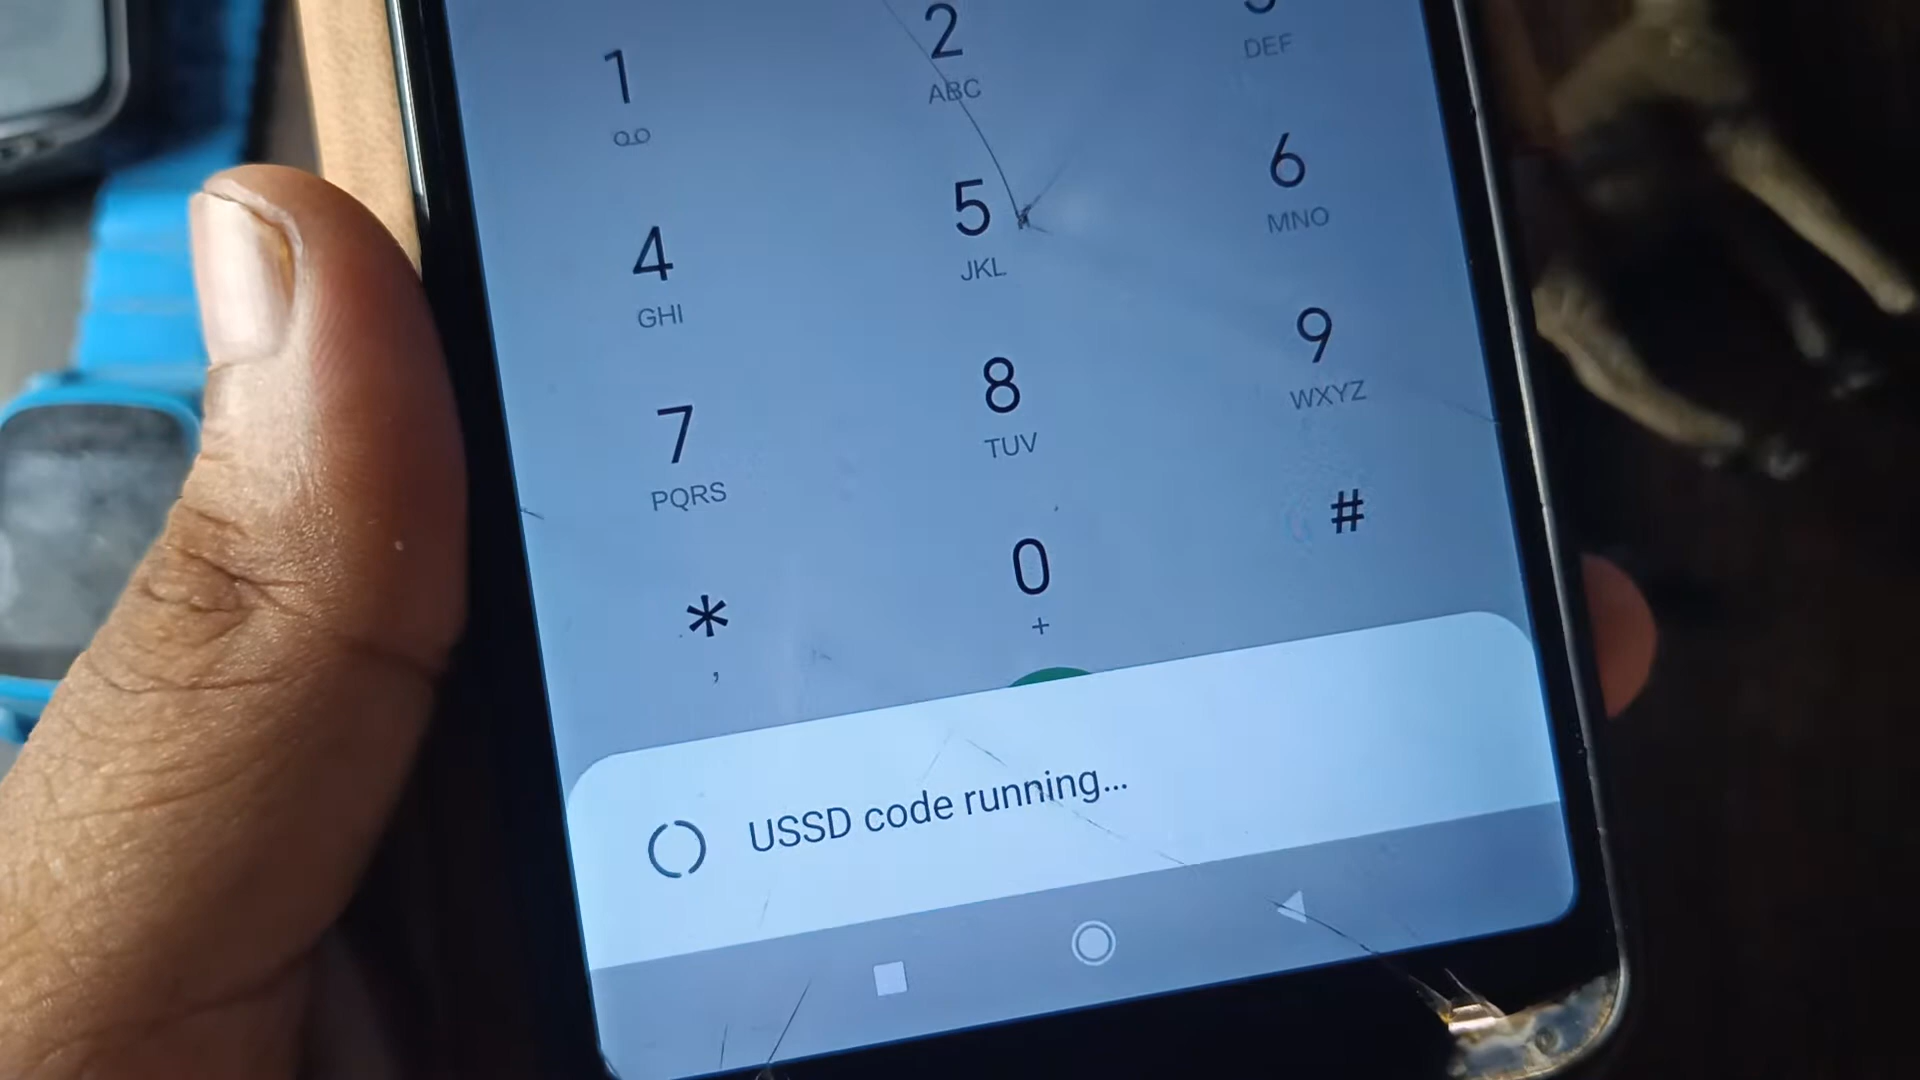 1
2
ABC
DEF
4
GHI
5
JKL
6
MNO
7
PQRS
8
TUV
9
WXYZ
*
,
0
+
#
USSD code running...